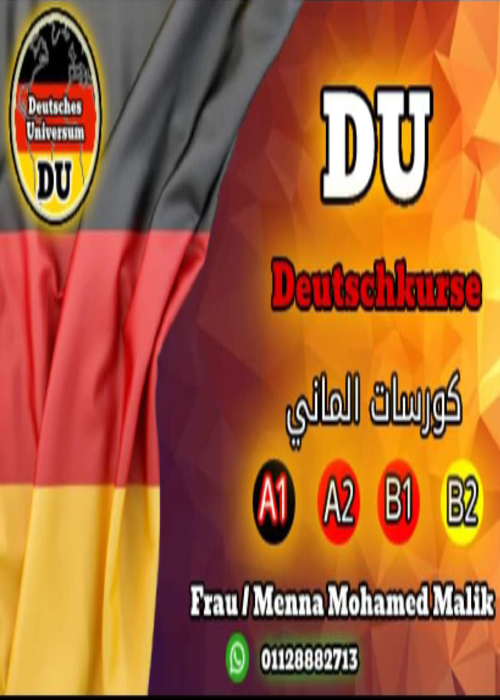 Deutsches
Universum
DU
DU
Deutschkurse
كورسات الماني
A1 A2 B1 B2
Frau / Menna Mohamed Malik
01128882713